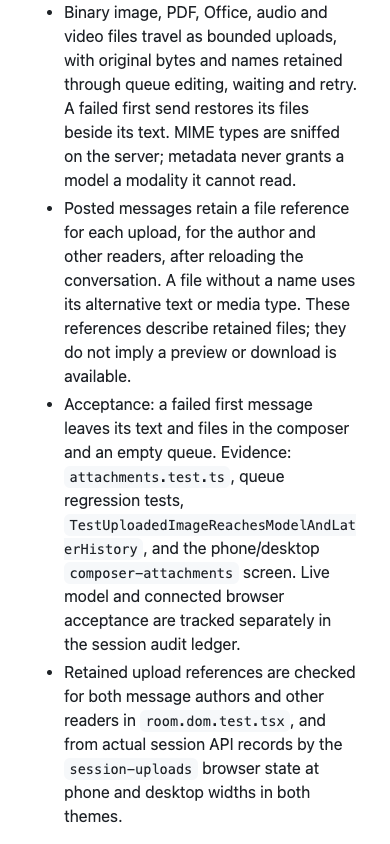 • Binary image, PDF, Office, audio and
video files travel as bounded uploads,
with original bytes and names retained
through queue editing, waiting and retry.
A failed first send restores its files
beside its text. MIME types are sniffed
on the server; metadata never grants a
model a modality it cannot read.
• Posted messages retain a file reference
for each upload, for the author and
other readers, after reloading the
conversation. A file without a name uses
its alternative text or media type. These
references describe retained files; they
do not imply a preview or download is
available.
• Acceptance: a failed first message
leaves its text and files in the composer
and an empty queue. Evidence:
attachments.test.ts , queue
regression tests,
TestUploadedImageReachesModelAndLat
erHistory , and the phone/desktop
composer-attachments screen. Live
model and connected browser
acceptance are tracked separately in
the session audit ledger.
• Retained upload references are checked
for both message authors and other
readers in room.dom.test.tsx , and
from actual session API records by the
session-uploads browser state at
phone and desktop widths in both
themes.